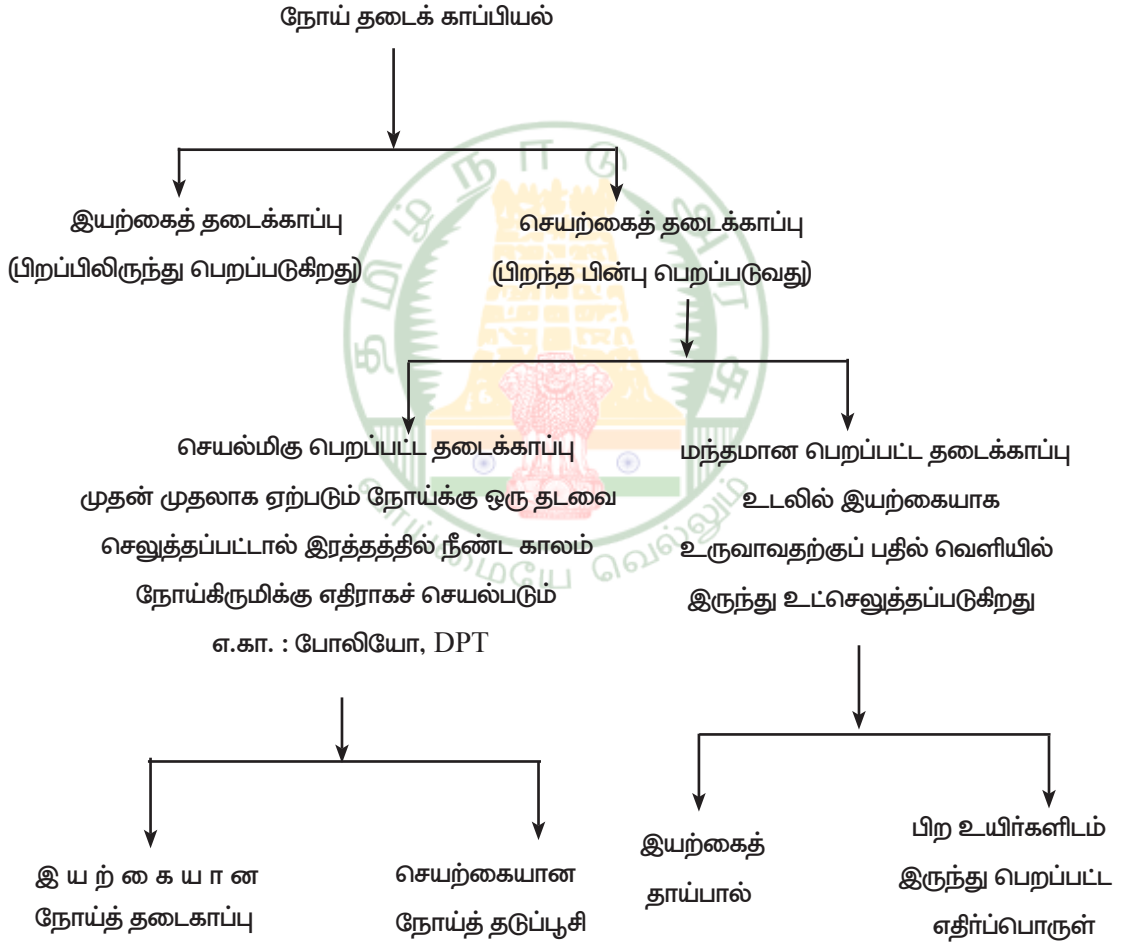 நோய் தடைக் காப்பியல்
இயற்கைத் தடைக்காப்பு
(பிறப்பிலிருந்து பெறப்படுகிறது)
செயற்கைத் தடைக்காப்பு
(பிறந்த பின்பு பெறப்படுவது)
செயல்மிகு பெறப்பட்ட தடைக்காப்பு
முதன் முதலாக ஏற்படும் நோய்க்கு ஒரு தடவை
செலுத்தப்பட்டால் இரத்தத்தில் நீண்ட காலம்
நோய்கிருமிக்கு எதிராகச் செயல்படும்
எ.கா. : போலியோ, DPT
மந்தமான பெறப்பட்ட தடைக்காப்பு
உடலில் இயற்கையாக
உருவாவதற்குப் பதில் வெளியில்
இருந்து உட்செலுத்தப்படுகிறது
இ ய ற் கை யா ன
நோய்த் தடைகாப்பு
செயற்கையான
நோய்த் தடுப்பூசி
இயற்கைத்
தாய்பால்
பிற உயிர்களிடம்
இருந்து பெறப்பட்ட
எதிர்ப்பொருள்
தமிழ்நாடு அரசு
வாய்மையே வெல்லும்